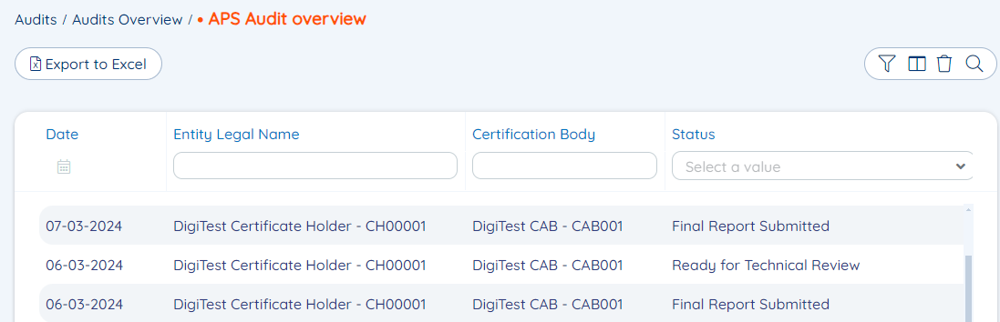 Audits / Audits Overview / • APS Audit overview
Export to Excel
Date Entity Legal Name Certification Body Status
Select a value
07-03-2024 DigiTest Certificate Holder - CH00001 DigiTest CAB - CAB001 Final Report Submitted
06-03-2024 DigiTest Certificate Holder - CH00001 DigiTest CAB - CAB001 Ready for Technical Review
06-03-2024 DigiTest Certificate Holder - CH00001 DigiTest CAB - CAB001 Final Report Submitted